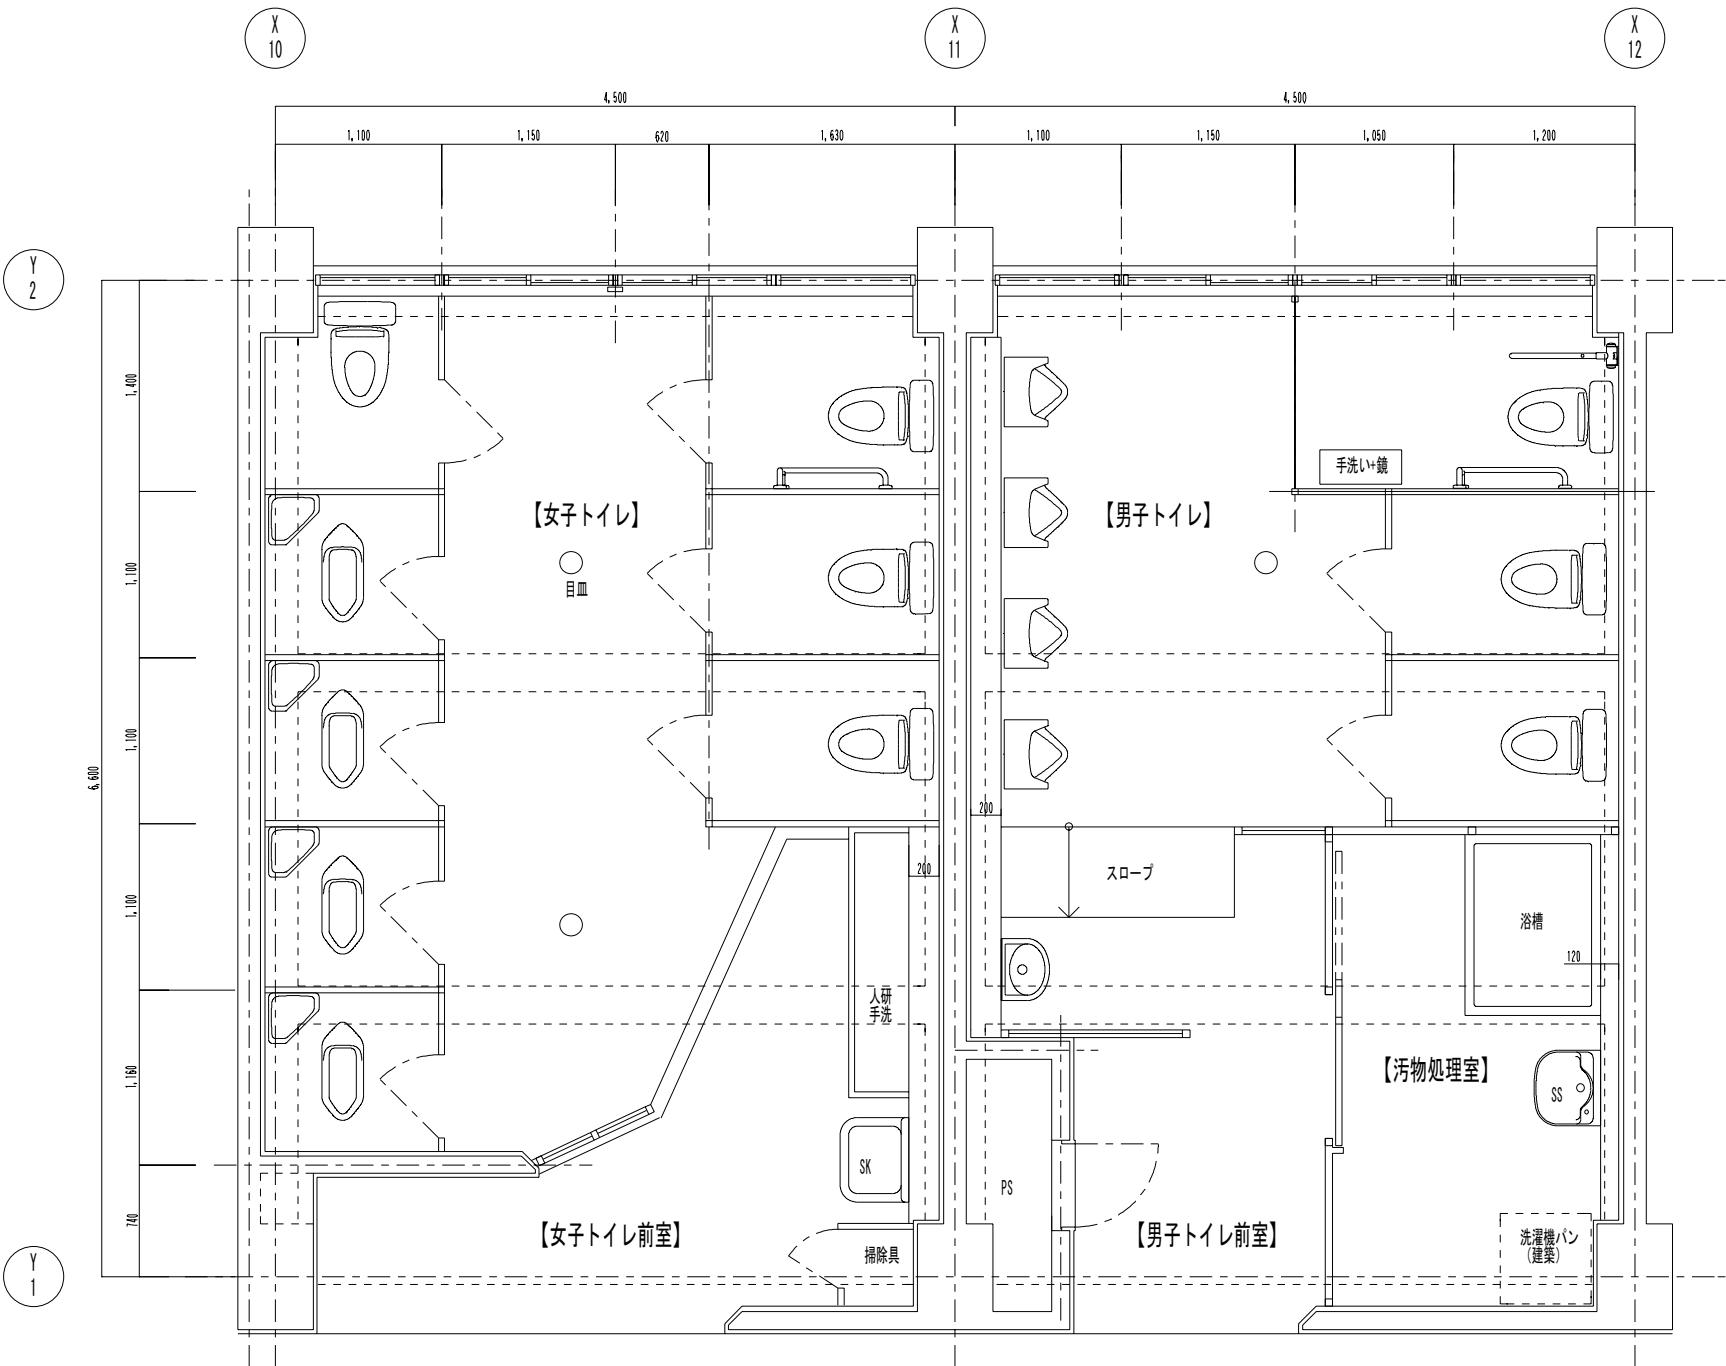 X
10
X
11
X
12
4,500
4,500
1,100
1,150
620
1,630
1,100
1,150
1,050
1,200
Y
2
1,400
手洗い+鏡
【女子トイレ】
【男子トイレ】
目皿
1,100
1,100
6,600
200
200
スロープ
1,100
浴槽
120
人研
手洗
1,160
【汚物処理室】
SS
SK
PS
740
【女子トイレ前室】
【男子トイレ前室】
掃除具
洗濯機パン
(建築)
Y
1